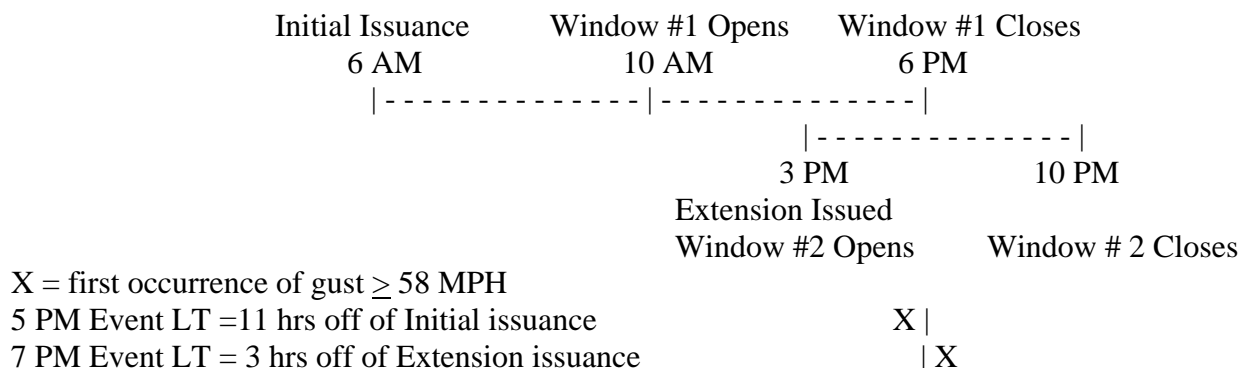 Initial Issuance Window #1 Opens Window #1 Closes
6 AM 10 AM 6 PM
|- - - - - - - - - - - - - -|- - - - - - - - - - - - - -|
|- - - - - - - - - - - - - -|
3 PM 10 PM
Extension Issued
Window #2 Opens Window # 2 Closes
X = first occurrence of gust ≥ 58 MPH
5 PM Event LT =11 hrs off of Initial issuance X |
7 PM Event LT = 3 hrs off of Extension issuance | X